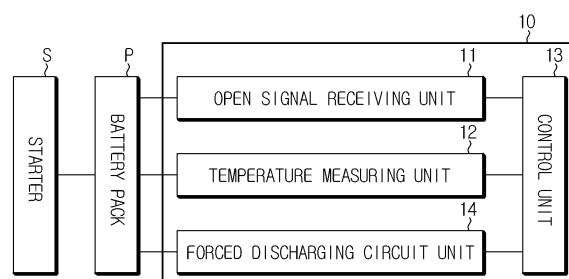 10
S
P
11
13
OPEN SIGNAL RECEIVING UNIT
12
STARTER
BATTERY PACK
TEMPERATURE MEASURING UNIT
CONTROL UNIT
14
FORCED DISCHARGING CIRCUIT UNIT